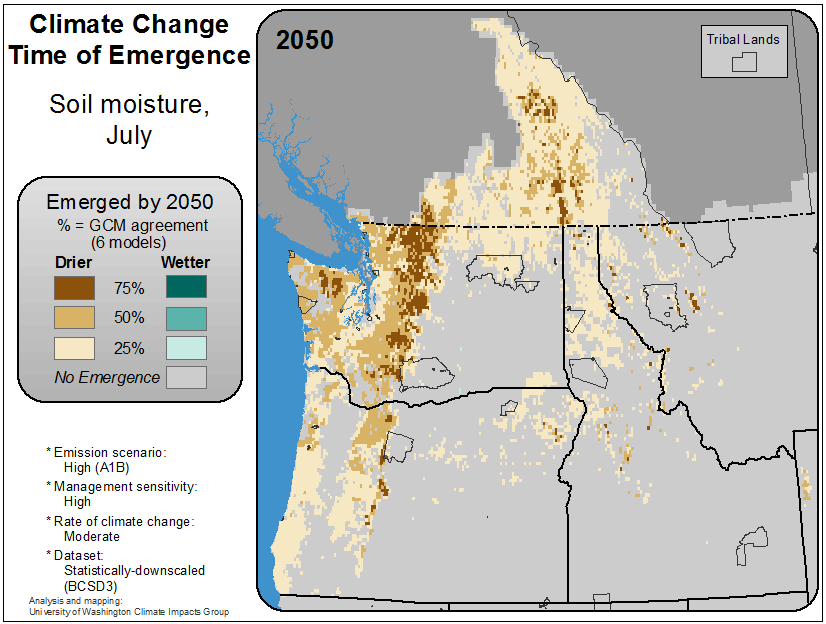 Climate Change
Time of Emergence
Soil moisture,
July
Emerged by 2050
% = GCM agreement
(6 models)
Drier
Wetter
75%
50%
25%
No Emergence
* Emission scenario:
High (A1B)
* Management sensitivity:
High
* Rate of climate change:
Moderate
* Dataset:
Statistically-downscaled
(BCSD3)
Analysis and mapping:
University of Washington Climate Impacts Group
2050
Tribal Lands